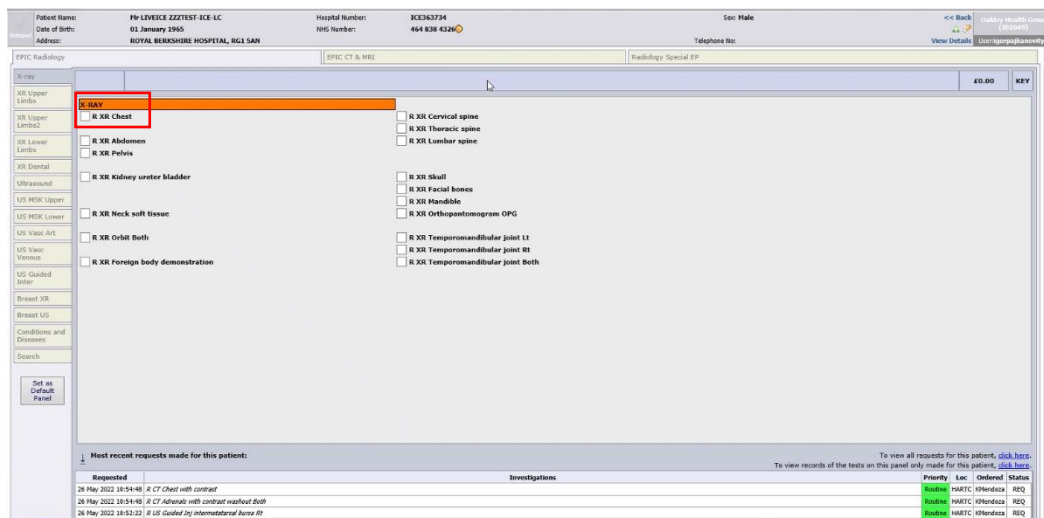 Patient Name: Mr LIVEICE ZZZTEST-ICE-LC Hospital Number: JCE363734 Sex: Male << Back
Date of Birth: 01 January 1965 NHS Number: 464 838 4326
Address: ROYAL BERKSHIRE HOSPITAL, RG1 5AN Telephone No: View Details
EPIC Radiology EPIC CT & MRI Radiology Special EP
X-ray
XR Upper Limbs
XR Upper Limbs2
XR Lower Limbs
XR Dental
Ultrasound
US MSK Upper
US MSK Lower
US Vasc Art
US Vasc Venous
US Guided Inter
Breast XR
Breast US
Conditions and Diseases
Search
Set as Default Panel
£0.00 KEY
X-RAY
R XR Chest
R XR Abdomen
R XR Pelvis
R XR Kidney ureter bladder
R XR Neck soft tissue
R XR Orbit Both
R XR Foreign body demonstration
R XR Cervical spine
R XR Thoracic spine
R XR Lumbar spine
R XR Skull
R XR Facial bones
R XR Mandible
R XR Orthopantomogram OPG
R XR Temporomandibular joint Lt
R XR Temporomandibular joint Rt
R XR Temporomandibular joint Both
Most recent requests made for this patient:
To view all requests for this patient, click here.
To view records of the tests on this panel only made for this patient, click here.
Requested Investigations Priority Loc Ordered Status
26 May 2022 10:54:48 R CT Chest with contrast Routine HARTC KMendoza REQ
26 May 2022 10:54:48 R CT Adrenals with contrast washout Both Routine HARTC KMendoza REQ
26 May 2022 10:52:22 R US Guided Inj intermetatarsal bursa Rt Routine HARTC KMendoza REQ